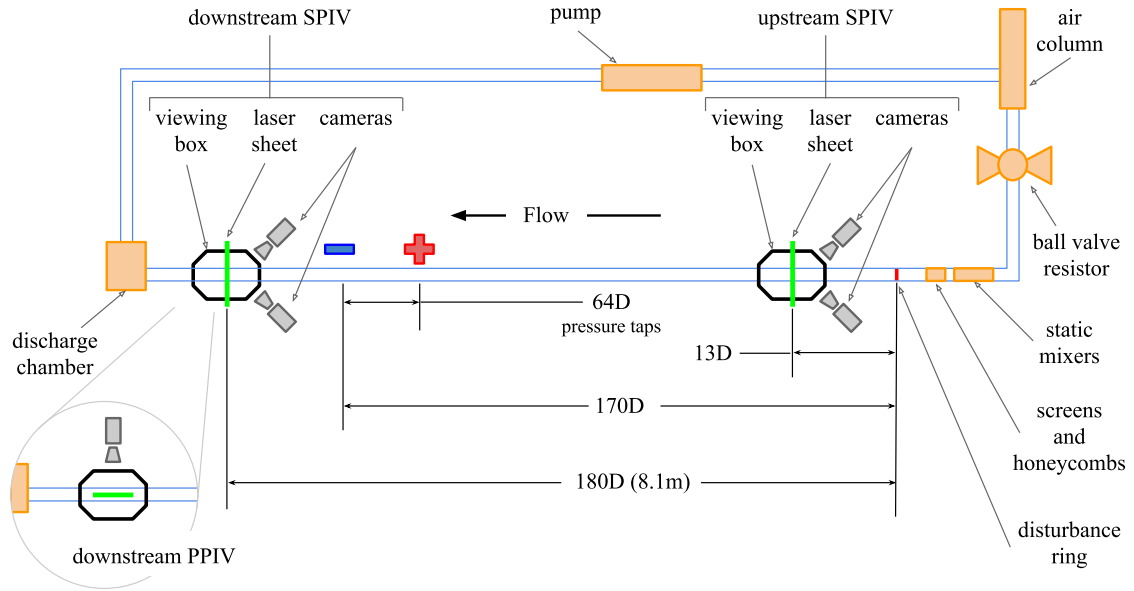 downstream SPIV
pump
upstream SPIV
air
column
viewing
box
laser
sheet
cameras
viewing
box
laser
sheet
cameras
Flow
ball valve
resistor
64D
pressure taps
discharge
chamber
13D
static
mixers
170D
screens
and
honeycombs
180D (8.1m)
disturbance
ring
downstream PPIV